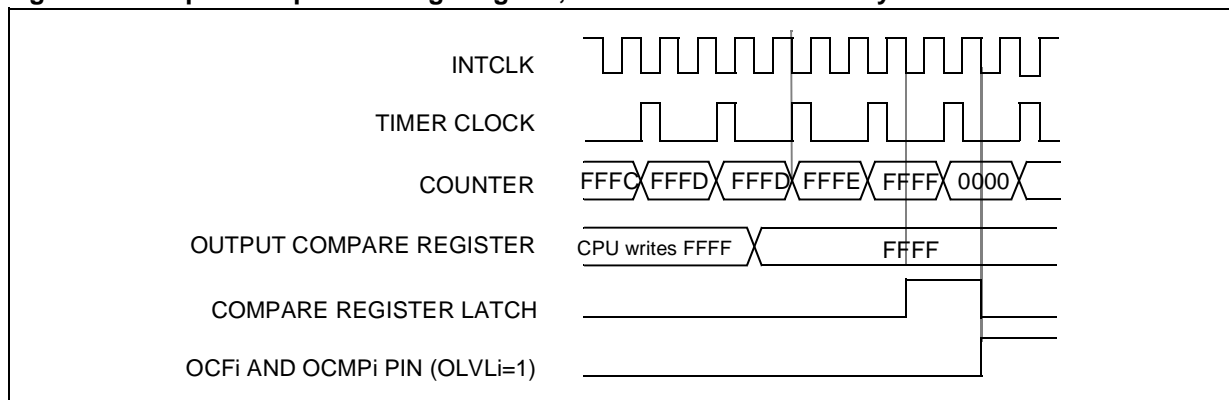 INTCLK
TIMER CLOCK
COUNTER FFFC FFFD FFFD FFFE FFFF 0000
OUTPUT COMPARE REGISTER CPU writes FFFF FFFF
COMPARE REGISTER LATCH
OCFi AND OCMPi PIN (OLVLi=1)